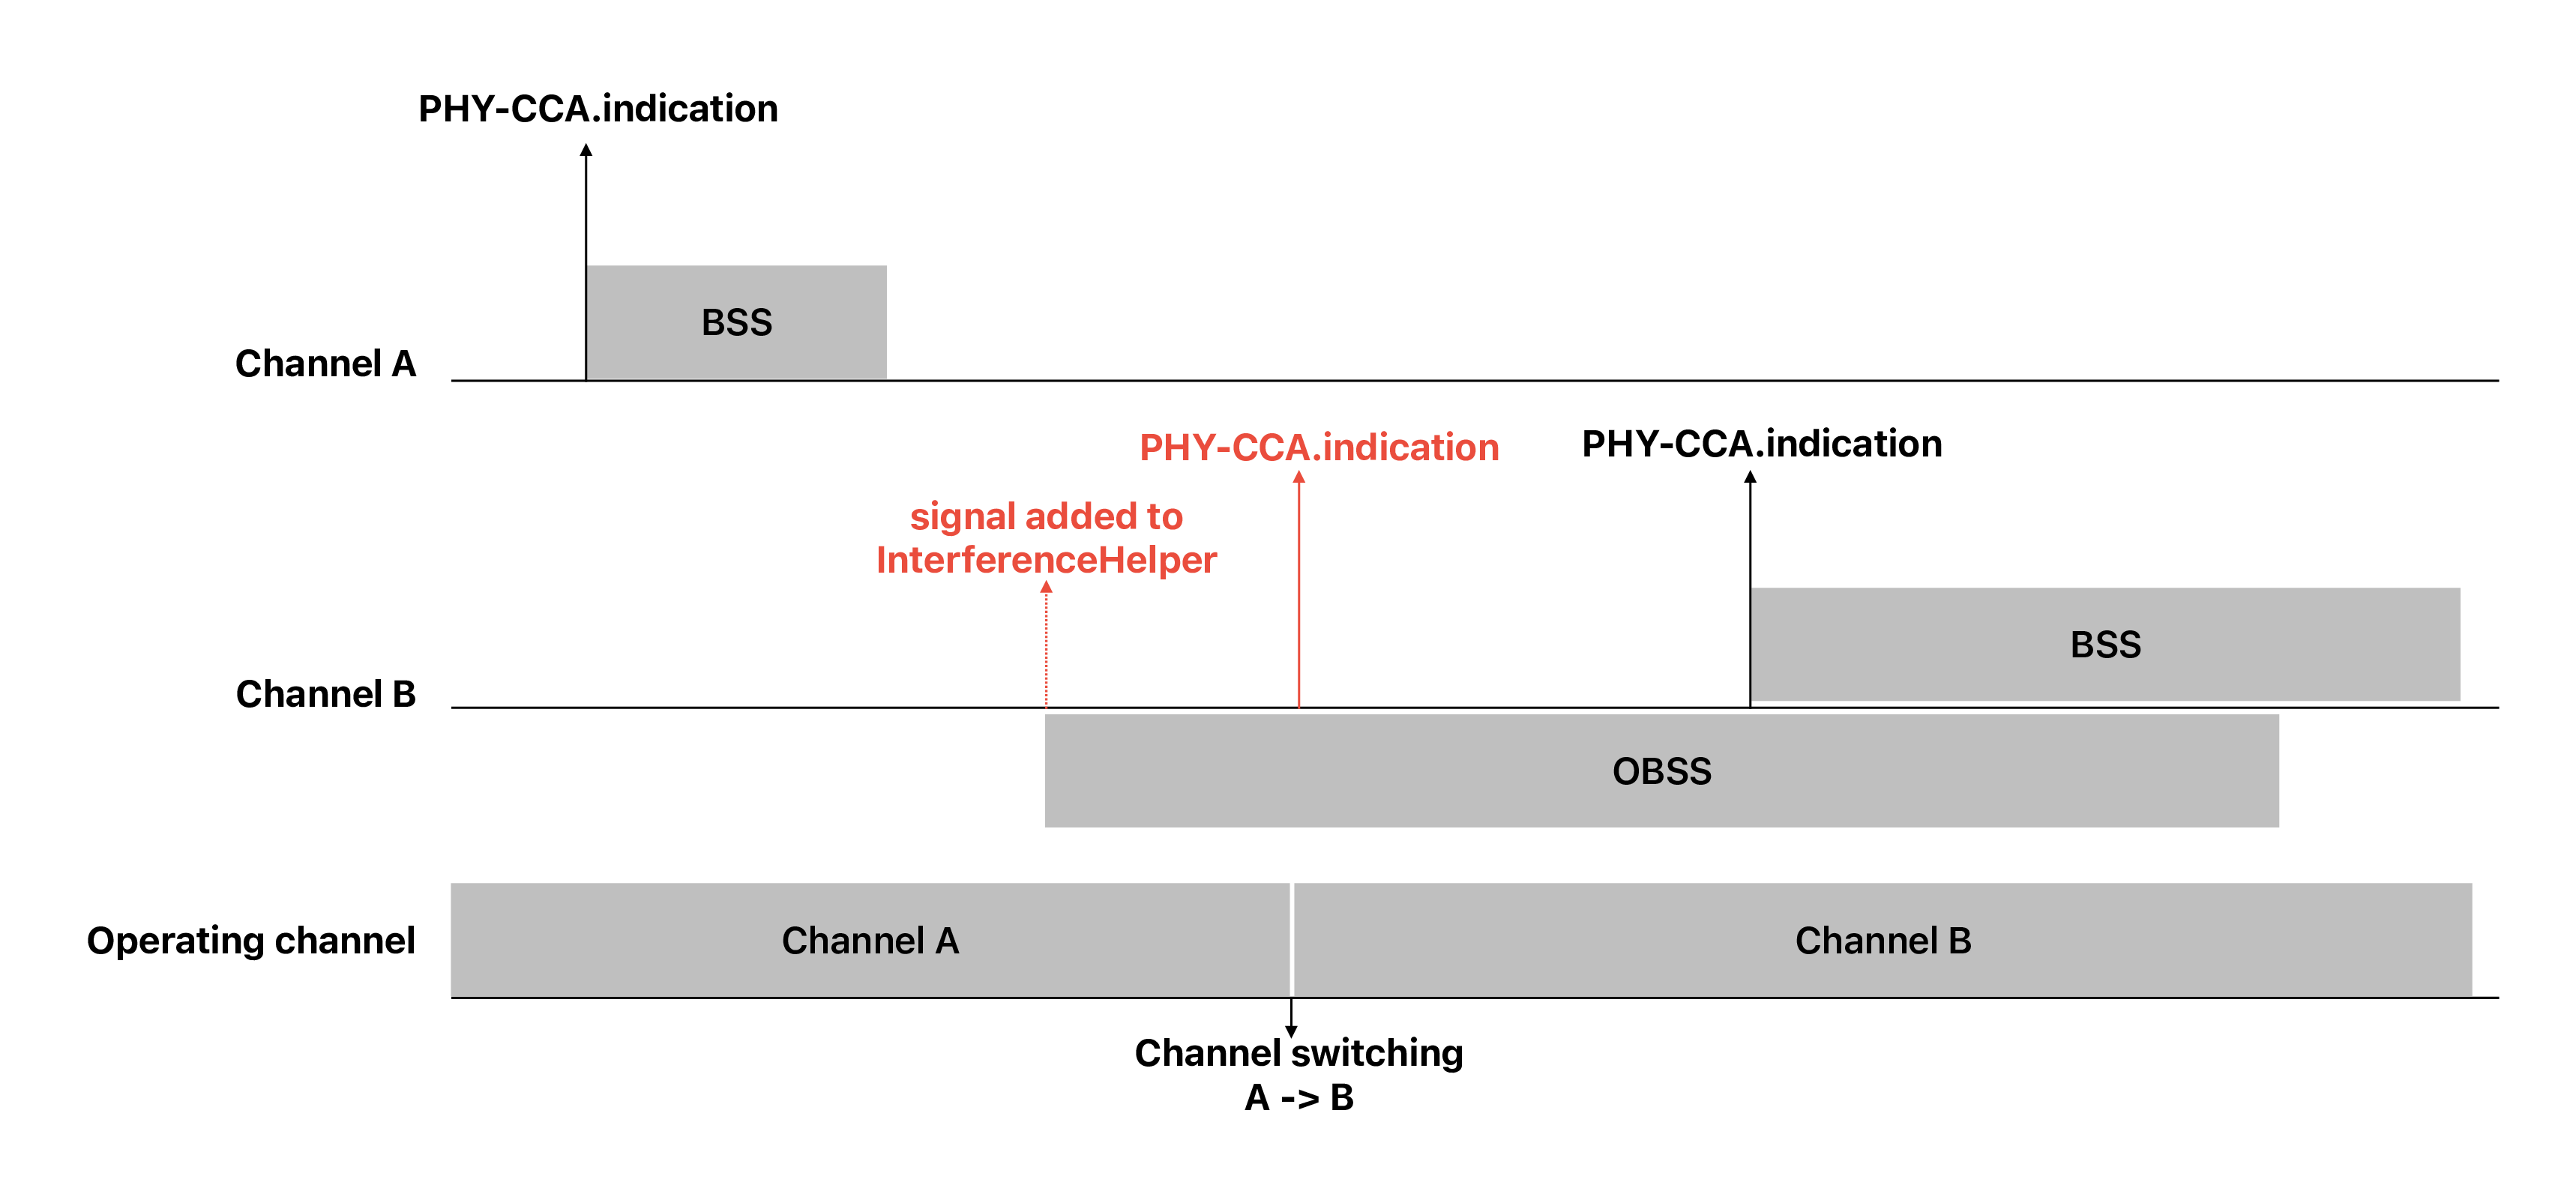 PHY-CCA.indication
BSS
Channel A
PHY-CCA.indication
PHY-CCA.indication
signal added to
InterferenceHelper
BSS
Channel B
OBSS
Operating channel
Channel A
Channel B
Channel switching
A -> B